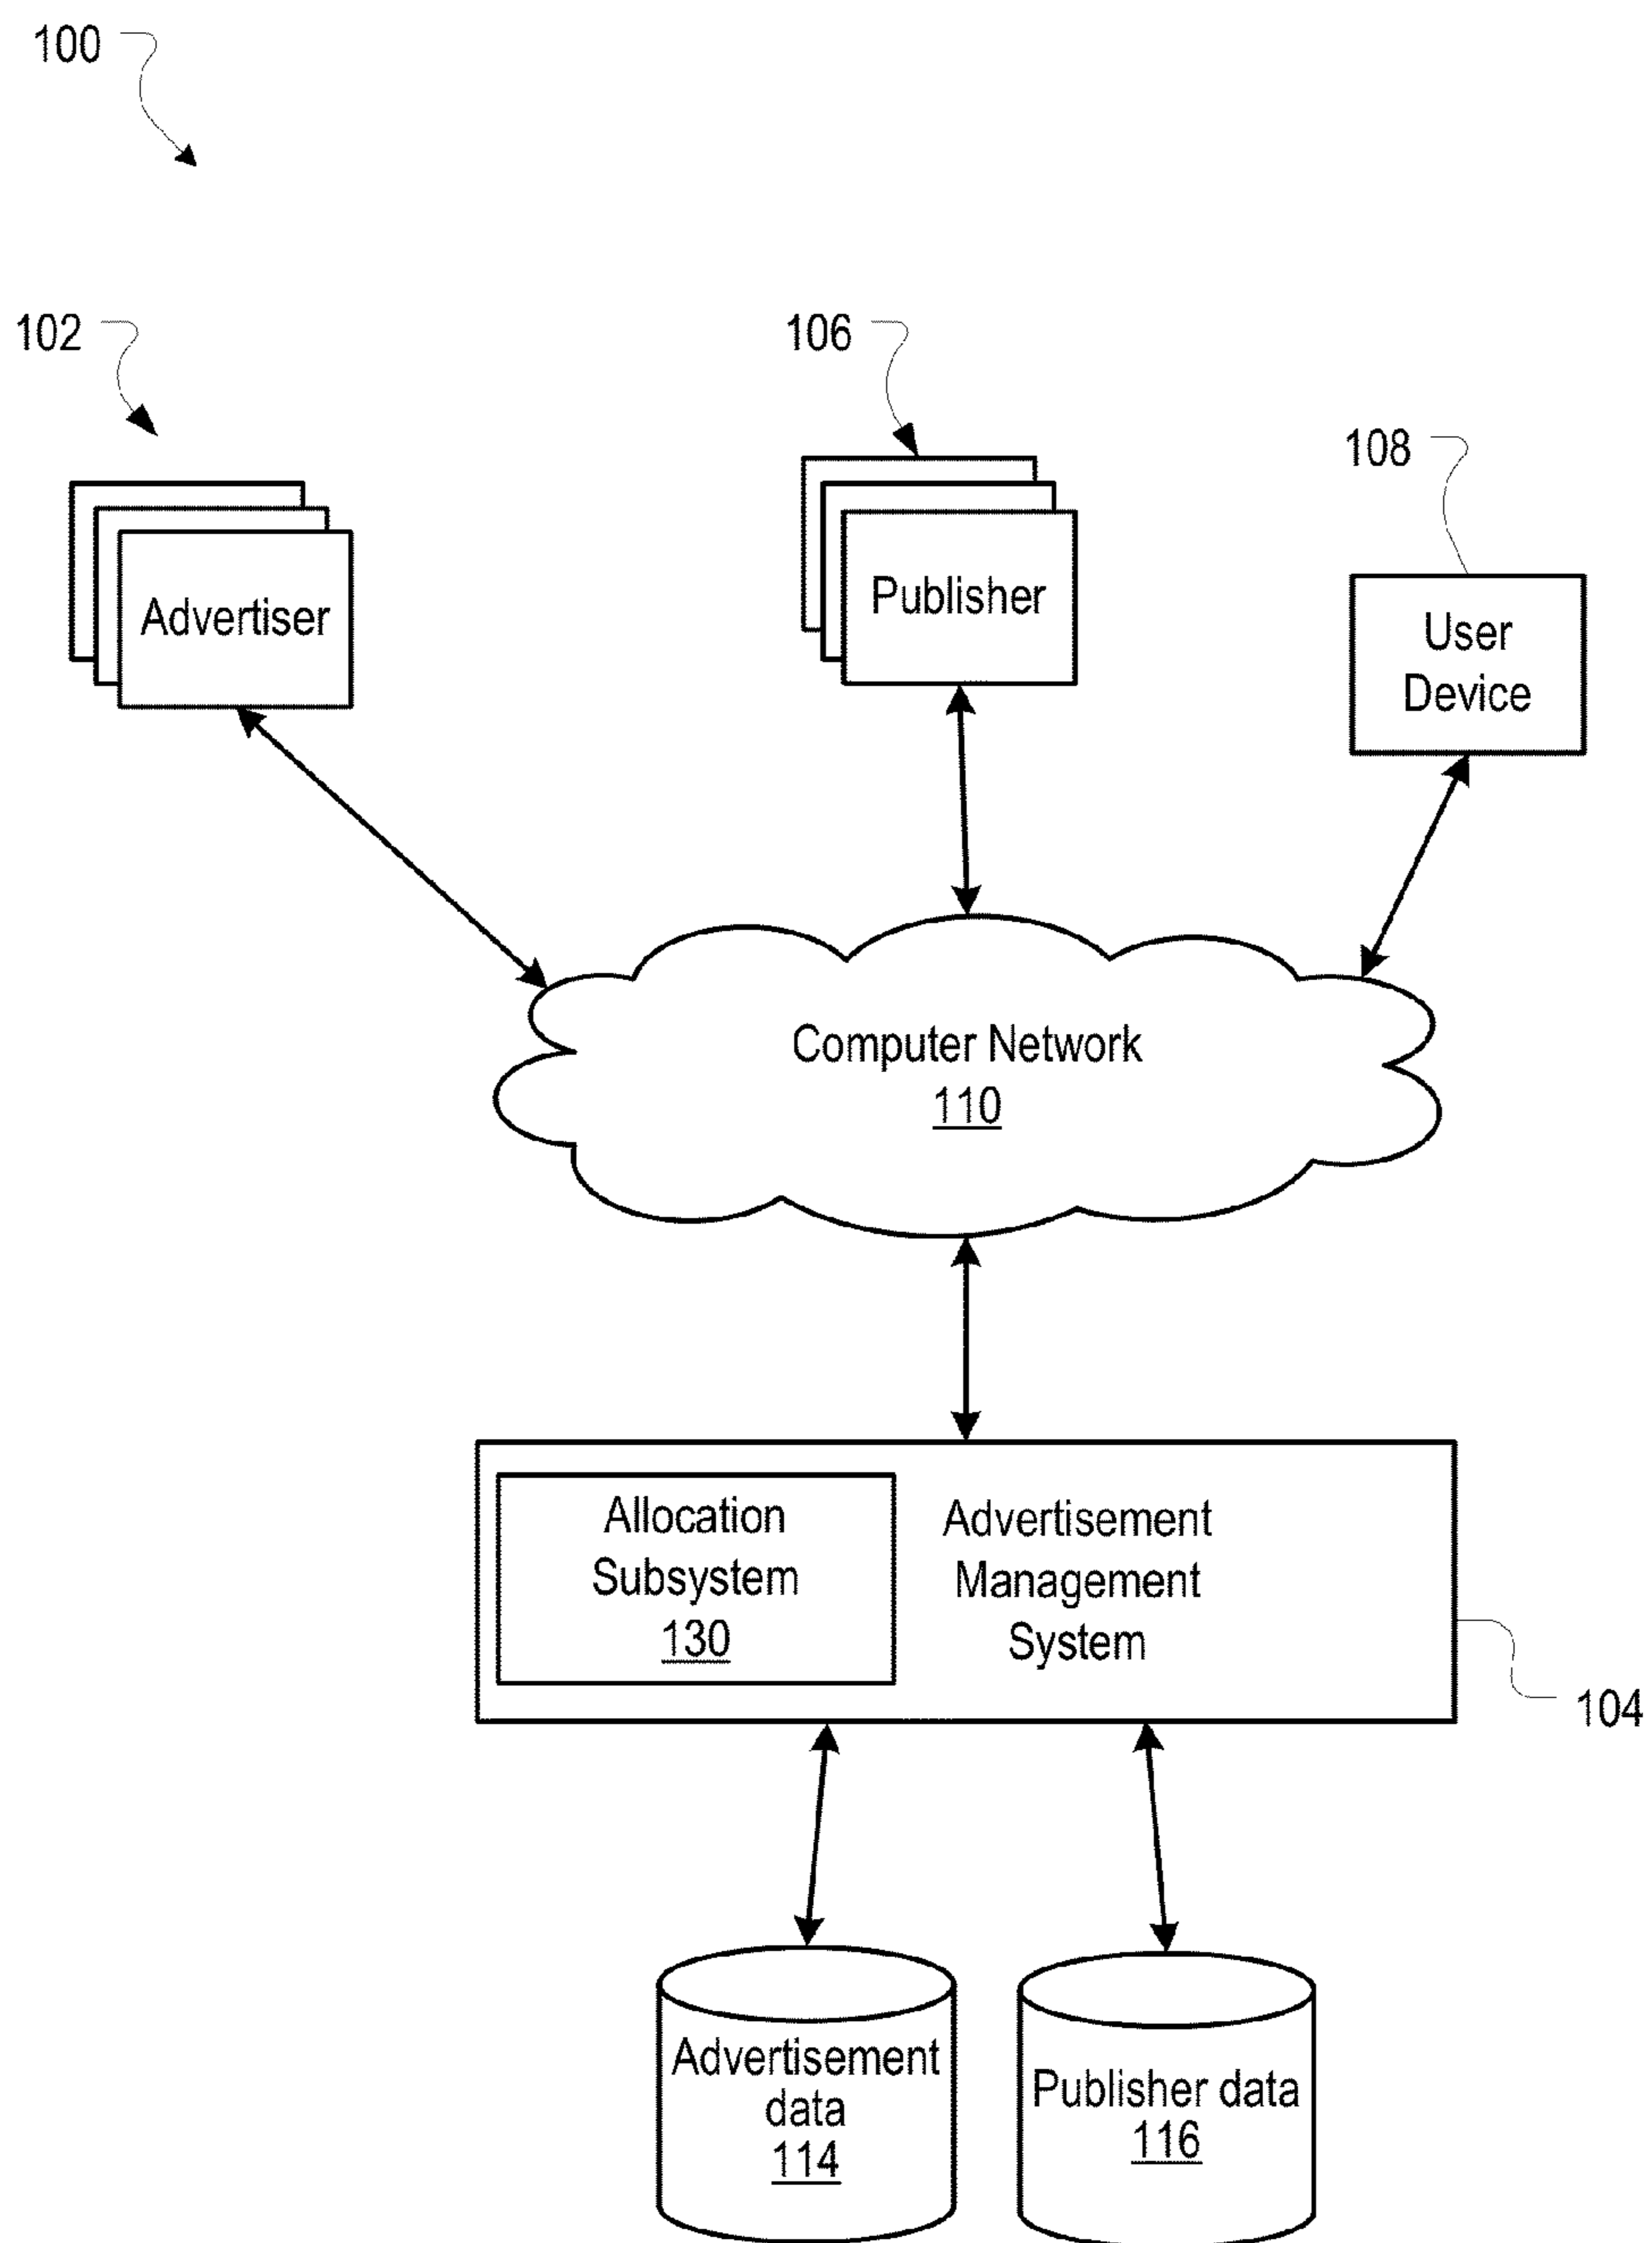 100
102
106
108
Advertiser
Publisher
User
Device
Computer Network
110
Allocation
Subsystem
130
Advertisement
Management
System
104
Advertisement
data
114
Publisher data
116